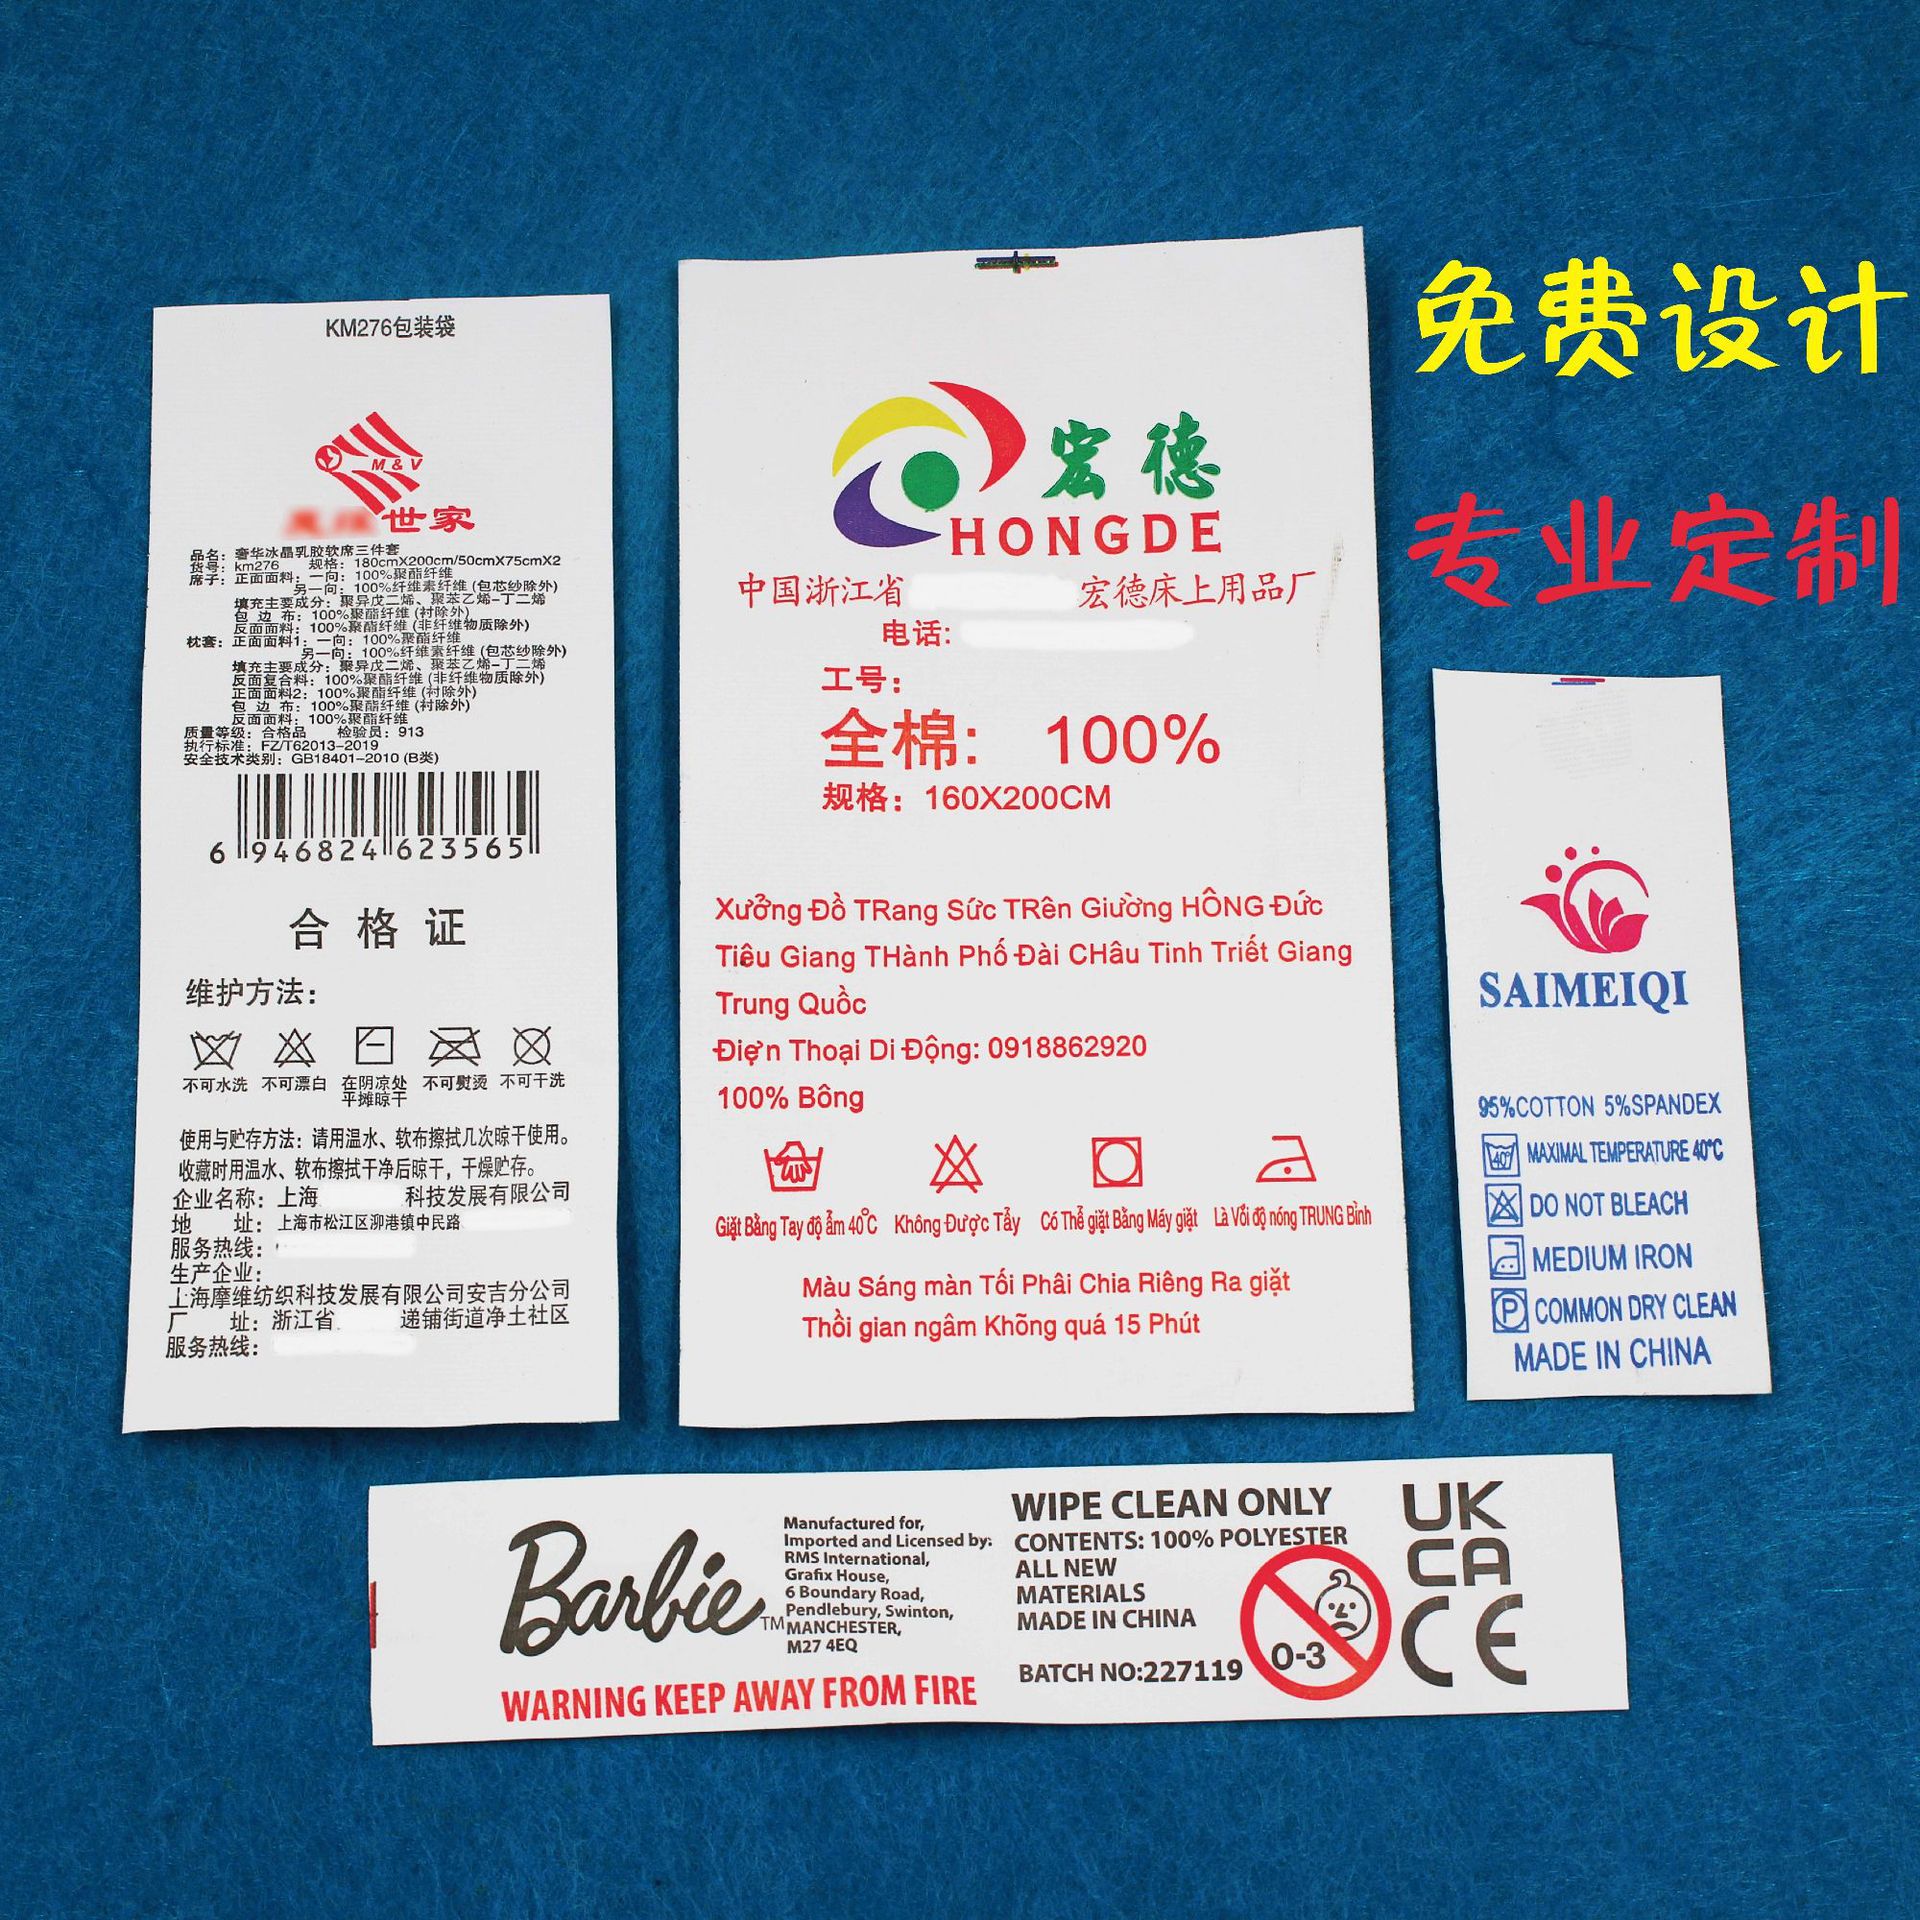 免费设计
专业定制
KM276包装袋
M & V
世家
品名：奢华冰晶乳胶软席三件套
货号：km276 规格：180cmX200cm/50cmX75cmX2
席子：正面面料：一向：100%聚酯纤维
另一向：100%纤维素纤维 (包芯纱除外)
填充主要成分：聚异戊二烯、聚苯乙烯-丁二烯
包 边 布：100%聚酯纤维 (衬除外)
反面面料：100%聚酯纤维 (非纤维物质除外)
枕套：正面面料1：一向：100%聚酯纤维
另一向：100%纤维素纤维 (包芯纱除外)
填充主要成分：聚异戊二烯、聚苯乙烯-丁二烯
反面复合料：100%聚酯纤维 (非纤维物质除外)
正面面料2：100%聚酯纤维 (衬除外)
包 边 布：100%聚酯纤维 (衬除外)
反面面料：100%聚酯纤维
质量等级：合格品 检验员：913
执行标准：FZ/T62013-2019
安全技术类别：GB18401-2010 (B类)
6 946824 623565
合格证
维护方法：
不可水洗 不可漂白 在阴凉处平摊晾干 不可熨烫 不可干洗
使用与贮存方法：请用温水、软布擦拭几次晾干使用。
收藏时用温水、软布擦拭干净后晾干，干燥贮存。
企业名称：上海 科技发展有限公司
地 址：上海市松江区泖港镇中民路
服务热线：
生产企业：
上海摩维纺织科技发展有限公司安吉分公司
厂 址：浙江省 递铺街道净土社区
服务热线：
宏德
HONGDE
中国浙江省 宏德床上用品厂
电话：
工号：
全棉：100%
规格：160X200CM
Xưởng Đồ TRang Sức TRên Giường HÔNG Đức
Tiêu Giang THành Phố Đài CHâu Tinh Triết Giang
Trung Quốc
Điện Thoại Di Động: 0918862920
100% Bông
Giặt Bằng Tay độ ẩm 40°C Không Được Tẩy Có Thể giặt Bằng Máy giặt Là Vối độ nóng TRUNG Bình
Màu Sáng màn Tối Phâi Chia Riêng Ra giặt
Thời gian ngâm Không quá 15 Phút
SAIMEIQI
95%COTTON 5%SPANDEX
40° MAXIMAL TEMPERATURE 40°C
DO NOT BLEACH
MEDIUM IRON
P COMMON DRY CLEAN
MADE IN CHINA
Barbie™
Manufactured for,
Imported and Licensed by:
RMS International,
Grafix House,
6 Boundary Road,
Pendlebury, Swinton,
MANCHESTER,
M27 4EQ
WARNING KEEP AWAY FROM FIRE
WIPE CLEAN ONLY
CONTENTS: 100% POLYESTER
ALL NEW
MATERIALS
MADE IN CHINA
BATCH NO:227119
0-3
UK
CA
CE